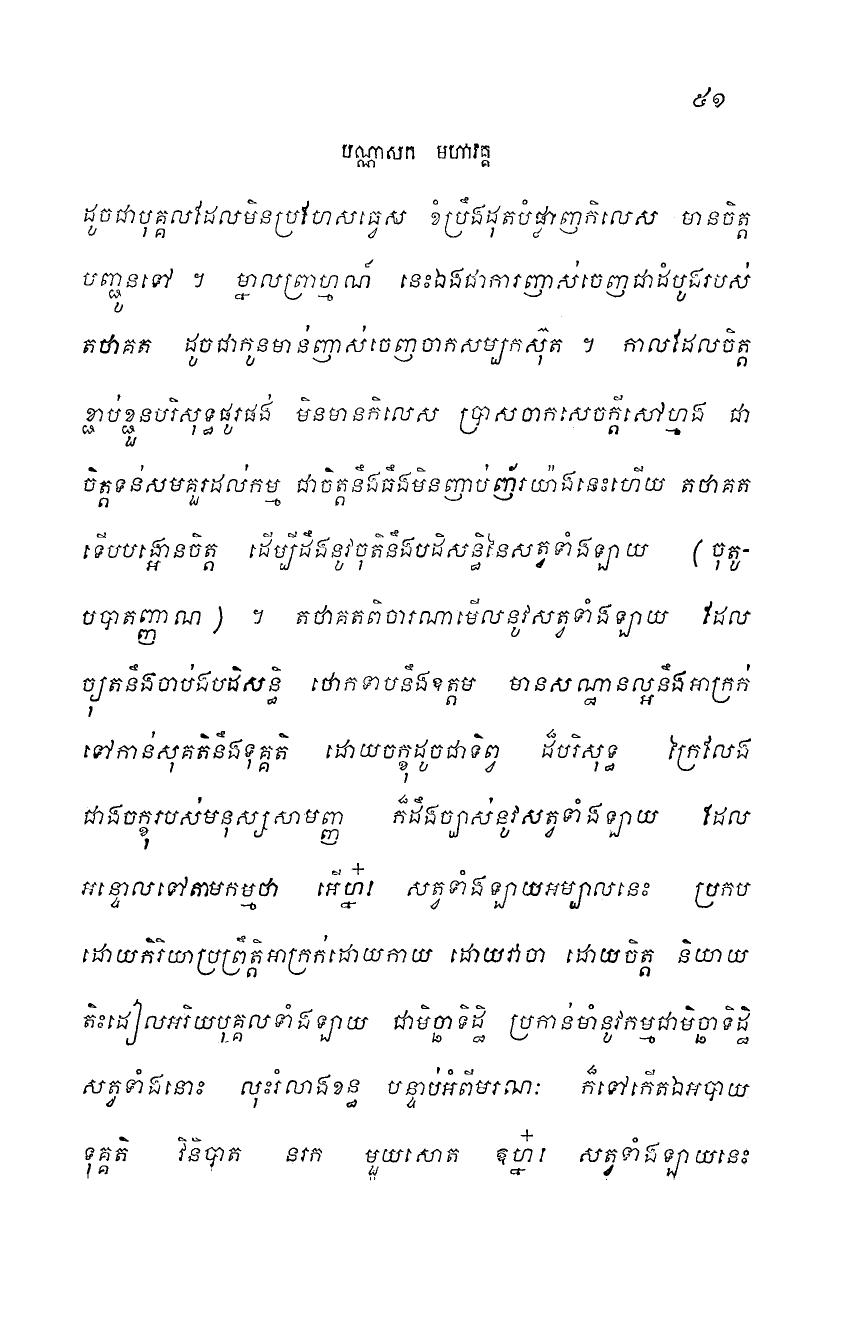 ៥១
បណ្ណាសក មហាវគ្គ
ដូចជាបុគ្គលដែលមិនប្រហែសធ្វេស ខំប្រឹងដុតបំផ្លាញកិលេស មានចិត្ត
បញ្ជូនទៅ ។ ម្នាលព្រាហ្មណ៍ នេះឯងជាការញាស់ចេញជាដំបូងរបស់
តថាគត ដូចជាកូនមាន់ញាស់ចេញចាកសម្បកស៊ុត ។ កាលដែលចិត្ត
ខ្ជាប់ខ្ជួនបរិសុទ្ធផូរផង់ មិនមានកិលេស ប្រាសចាកសេចក្តីសៅហ្មង ជា
ចិត្តទន់សមគួរដល់កម្ម ជាចិត្តនឹងធឹងមិនញាប់ញ័រយ៉ាងនេះហើយ តថាគត
ទើបបង្អោនចិត្ត ដើម្បីដឹងនូវចុតិនឹងបដិសន្ធិនៃសត្វទាំងឡាយ (ចុតូ-
បបាតញ្ញាណ) ។ តថាគតពិចារណាមើលនូវសត្វទាំងឡាយ ដែល
ច្យុតនឹងចាប់ជបដិសន្ធិ ថោកទាបនឹងឧត្តម មានសណ្ឋានល្អនឹងអាក្រក់
ទៅកាន់សុគតិនឹងទុគ្គតិ ដោយចក្ខុដូចជាទិព្វ ដ៏បរិសុទ្ធ ក្រៃលែង
ជាងចក្ខុរបស់មនុស្សសាមញ្ញ ក៏ដឹងច្បាស់នូវសត្វទាំងឡាយ ដែល
អន្ទោលទៅតាមកម្មថា អើហ្ន៎ សត្វទាំងឡាយអម្បាលនេះ ប្រកប
ដោយកិរិយាប្រព្រឹត្តិអាក្រក់ដោយកាយ ដោយវាចា ដោយចិត្ត និយាយ
តិះដៀលអរិយបុគ្គលទាំងឡាយ ជាមិច្ឆាទិដ្ឋិ ប្រកាន់មាំនូវកម្មជាមិច្ឆាទិដ្ឋិ
សត្វទាំងនោះ លុះរំលាងខន្ធ បន្ទាប់អំពីមរណៈ ក៏ទៅកើតឯអបាយ
ទុគ្គតិ វិនិបាត នរក ម្ួយសោត ឱហ្ន៎ សត្វទាំងឡាយនេះ